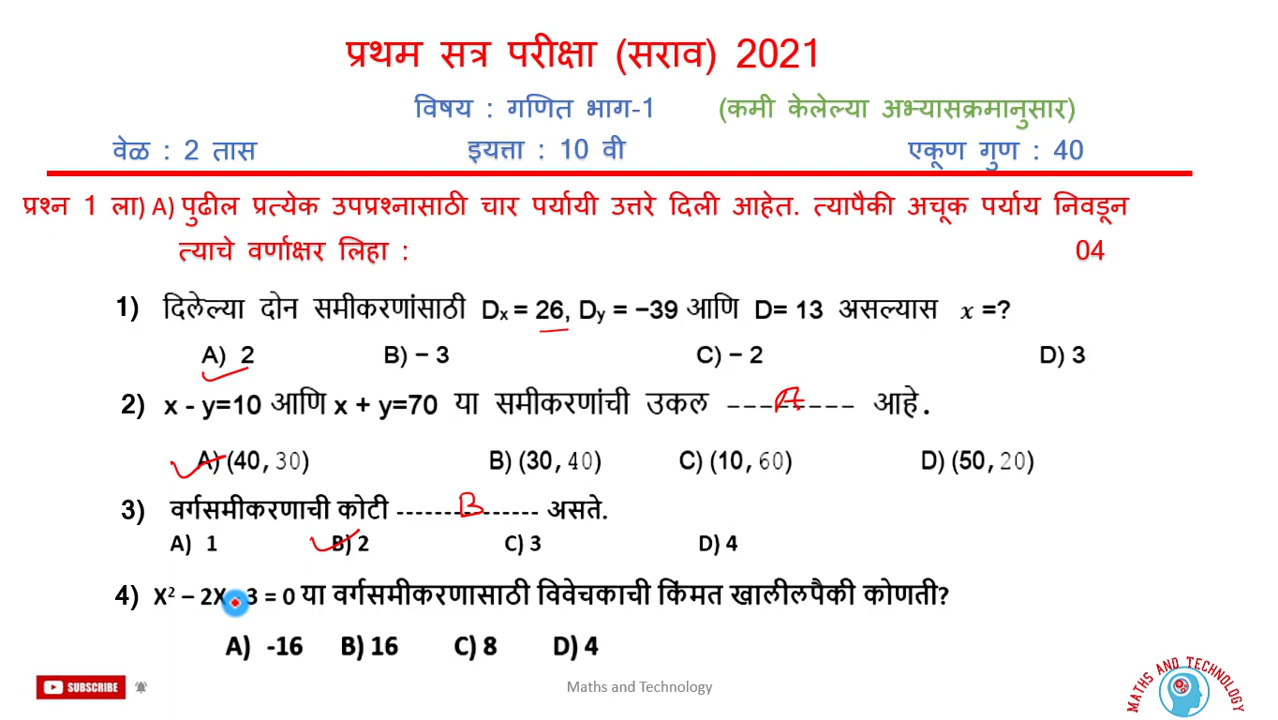 प्रथम सत्र परीक्षा (सराव) 2021
विषय : गणित भाग-1 (कमी केलेल्या अभ्यासक्रमानुसार)
वेळ : 2 तास इयत्ता : 10 वी एकूण गुण : 40
प्रश्न 1 ला) A) पुढील प्रत्येक उपप्रश्नासाठी चार पर्यायी उत्तरे दिली आहेत. त्यापैकी अचूक पर्याय निवडून
त्याचे वर्णाक्षर लिहा : 04
1) दिलेल्या दोन समीकरणांसाठी Dₓ = 26, Dy = −39 आणि D= 13 असल्यास x =?
A) 2 B) − 3 C) − 2 D) 3
2) x - y=10 आणि x + y=70 या समीकरणांची उकल ---A--- आहे.
A) (40, 30) B) (30, 40) C) (10, 60) D) (50, 20)
3) वर्गसमीकरणाची कोटी -------B------- असते.
A) 1 B) 2 C) 3 D) 4
4) X² – 2X 3 = 0 या वर्गसमीकरणासाठी विवेचकाची किंमत खालीलपैकी कोणती?
A) -16 B) 16 C) 8 D) 4
SUBSCRIBE Maths and Technology
MATHS AND TECHNOLOGY